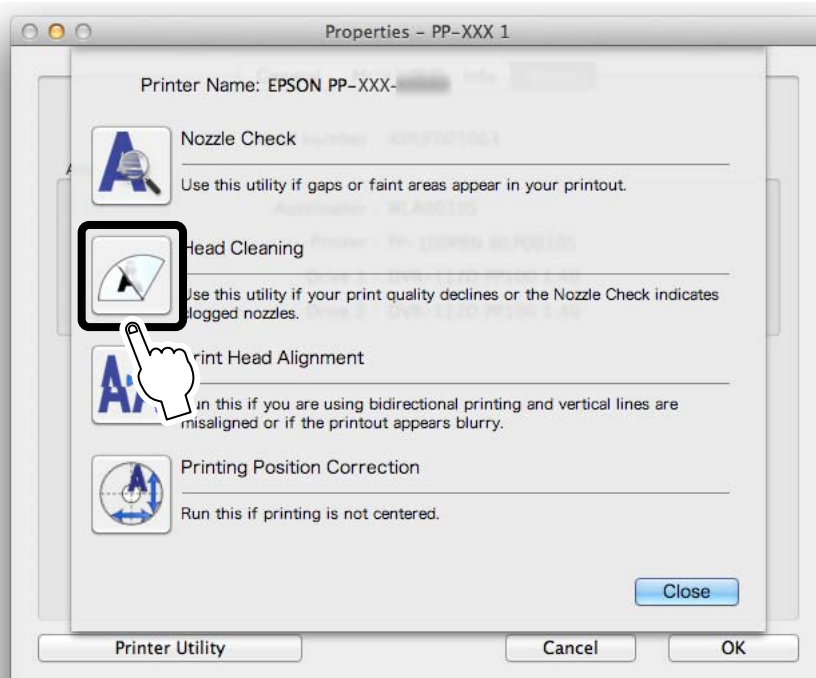 Properties – PP-XXX 1
Printer Name: EPSON PP-XXX-
Nozzle Check
Use this utility if gaps or faint areas appear in your printout.
Head Cleaning
Use this utility if your print quality declines or the Nozzle Check indicates
clogged nozzles.
Print Head Alignment
Run this if you are using bidirectional printing and vertical lines are
misaligned or if the printout appears blurry.
Printing Position Correction
Run this if printing is not centered.
Close
Printer Utility
Cancel
OK